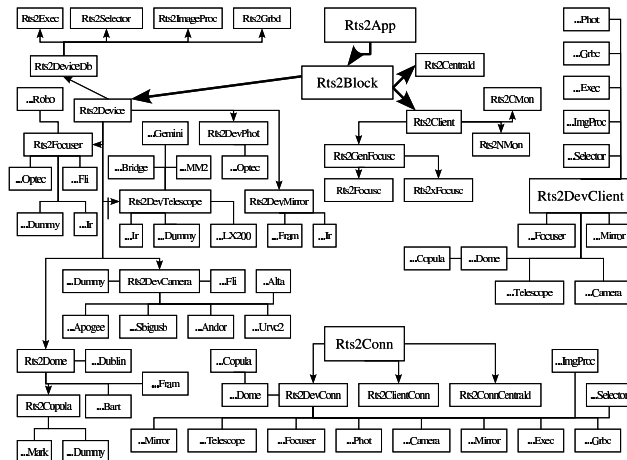 Rts2Exec
Rts2Selector
Rts2ImageProc
Rts2Grbd
Rts2App
...Phot
Rts2DeviceDb
Rts2Centrald
...Grbc
Rts2Block
...Robo
Rts2Device
...Exec
Rts2CMon
...Gemini
Rts2DevPhot
Rts2Client
...ImgProc
Rts2Focuser
Rts2NMon
...Bridge
...MM2
...Optec
Rts2GenFocusc
...Selector
...Optec
...Fli
Rts2Focusc
Rts2xFocusc
Rts2DevClient
Rts2DevTelescope
Rts2DevMirror
...Dummy
...Ir
...Ir
...Dummy
...LX200
...Fram
...Ir
...Focuser
...Mirror
...Copula
...Dome
...Dummy
Rts2DevCamera
...Fli
...Alta
...Telescope
...Camera
...Apogee
...Sbigusb
...Andor
...Urvc2
Rts2Conn
Rts2Dome
...Dublin
...Copula
...ImgProc
...Fram
...Dome
Rts2DevConn
Rts2ClientConn
Rts2ConnCentrald
...Selector
Rts2Copula
...Bart
...Mirror
...Telescope
...Focuser
...Phot
...Camera
...Mirror
...Exec
...Grbc
...Mark
...Dummy